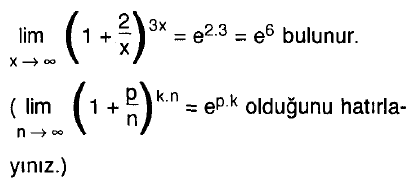 lim (1 + 2/x)^3x = e^2.3 = e^6 bulunur.
x → ∞
( lim (1 + p/n)^k.n = e^p.k olduğunu hatırla-
n → ∞
yınız.)